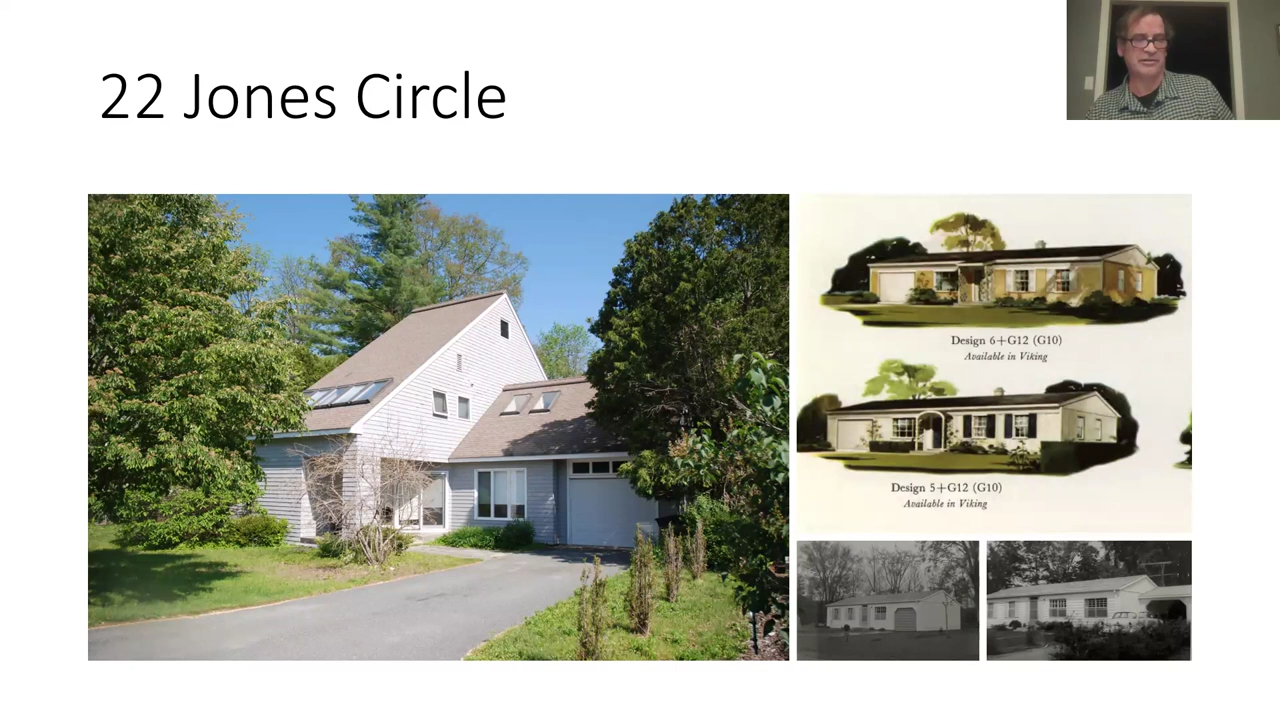 22 Jones Circle
Design 6+G12 (G10)
Available in Viking
Design 5+G12 (G10)
Available in Viking